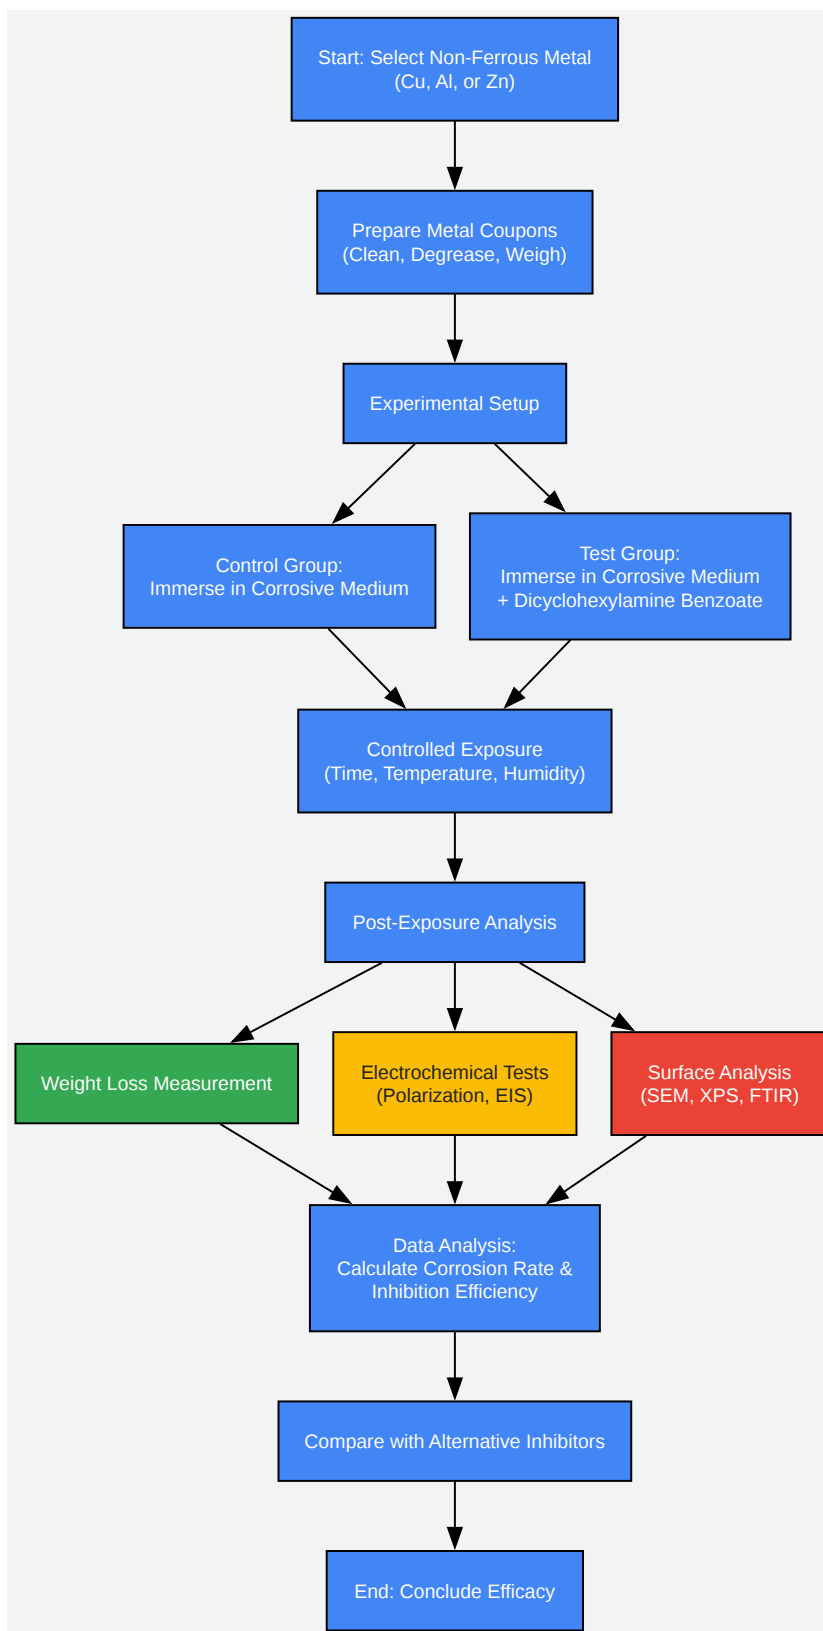 Start: Select Non-Ferrous Metal
(Cu, Al, or Zn)
Prepare Metal Coupons
(Clean, Degrease, Weigh)
Experimental Setup
Control Group:
Immerse in Corrosive Medium
Test Group:
Immerse in Corrosive Medium
+ Dicyclohexylamine Benzoate
Controlled Exposure
(Time, Temperature, Humidity)
Post-Exposure Analysis
Weight Loss Measurement
Electrochemical Tests
(Polarization, EIS)
Surface Analysis
(SEM, XPS, FTIR)
Data Analysis:
Calculate Corrosion Rate &
Inhibition Efficiency
Compare with Alternative Inhibitors
End: Conclude Efficacy